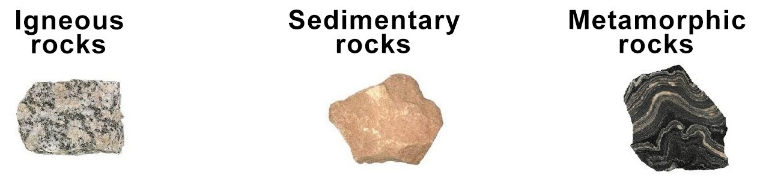 Igneous
rocks
Sedimentary
rocks
Metamorphic
rocks